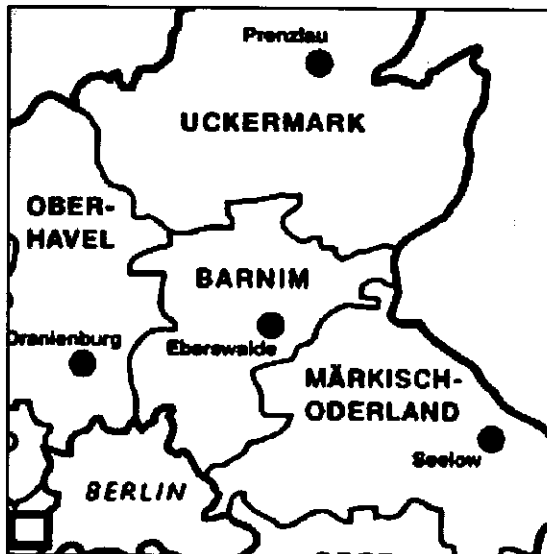 Prenzlau
UCKERMARK
OBER-
HAVEL
BARNIM
Oranienburg
Eberswalde
MÄRKISCH-
ODERLAND
Seelow
BERLIN